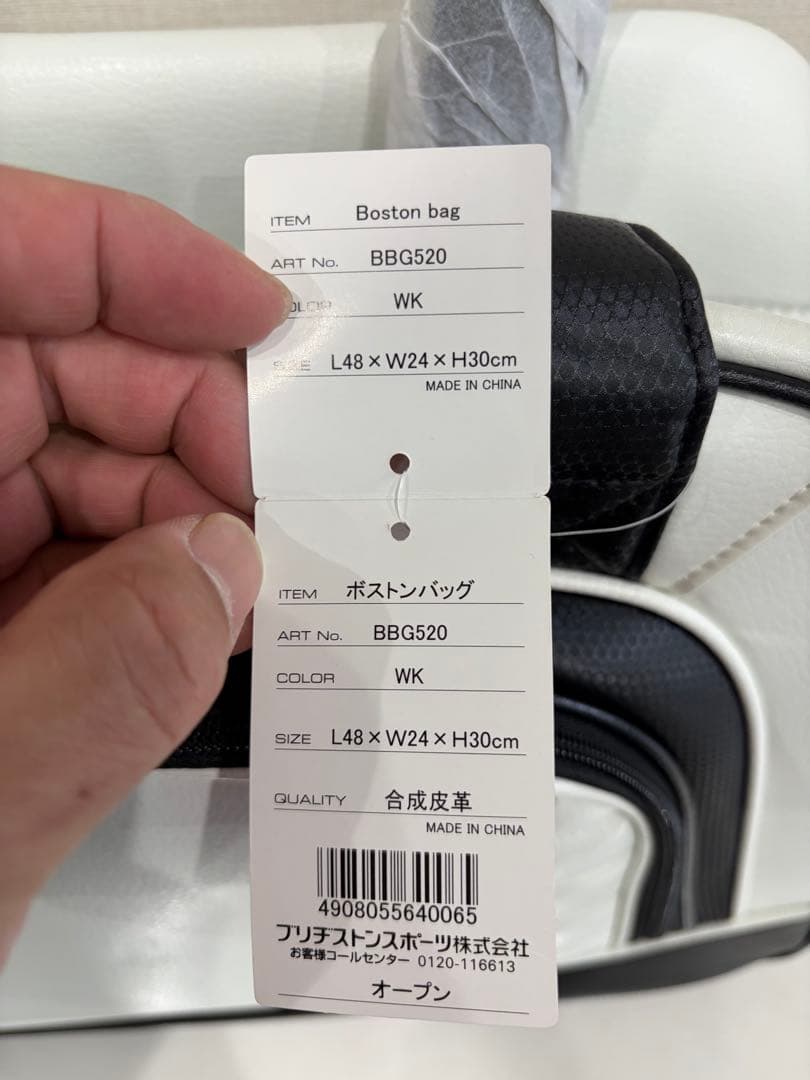 ITEM Boston bag
ART No. BBG520
COLOR WK
SIZE L48×W24×H30cm
MADE IN CHINA
ITEM ボストンバッグ
ART No. BBG520
COLOR WK
SIZE L48×W24×H30cm
QUALITY 合成皮革
MADE IN CHINA
4908055640065
ブリヂストンスポーツ株式会社
お客様コールセンター 0120-116613
オープン